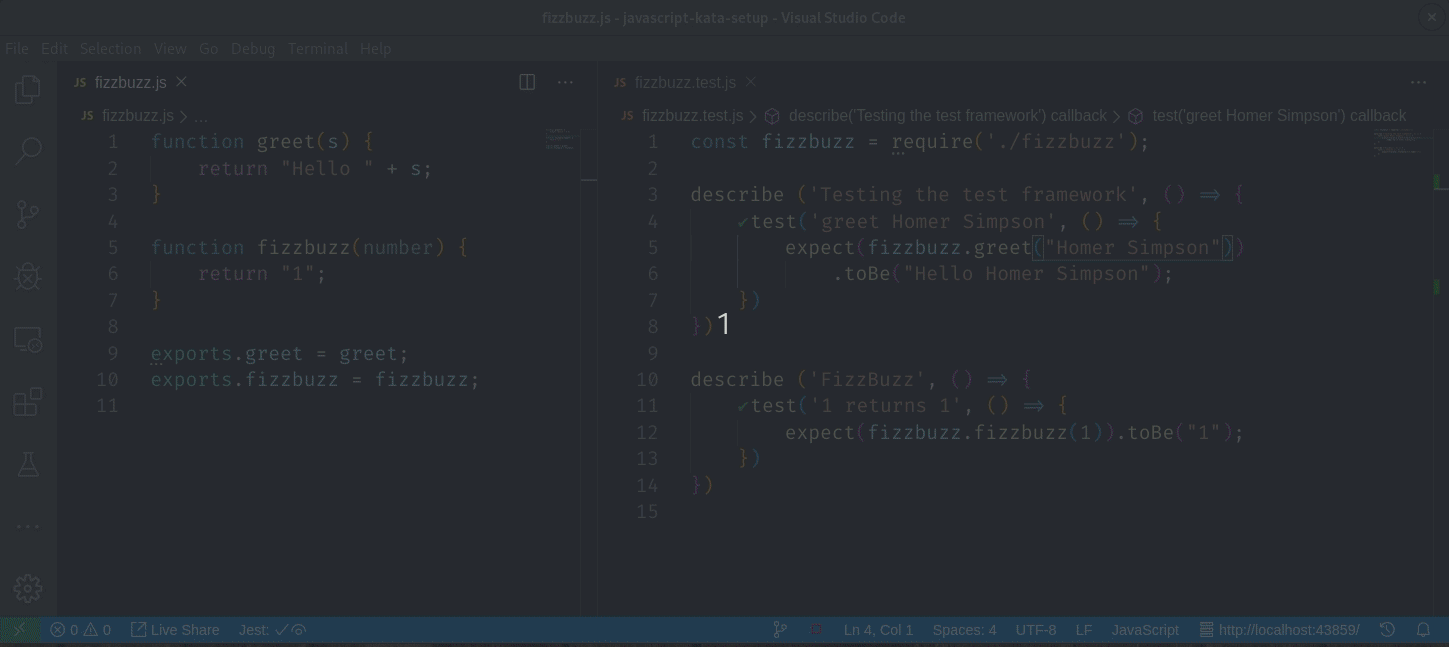 fizzbuzz.js - javascript-kata-setup - Visual Studio Code
File Edit Selection View Go Debug Terminal Help
JS fizzbuzz.js
JS fizzbuzz.js > ...
1 function greet(s) {
2     return "Hello " + s;
3 }
4
5 function fizzbuzz(number) {
6     return "1";
7 }
8
9 exports.greet = greet;
10 exports.fizzbuzz = fizzbuzz;
11
JS fizzbuzz.test.js
JS fizzbuzz.test.js > describe('Testing the test framework') callback > test('greet Homer Simpson') callback
1 const fizzbuzz = require('./fizzbuzz');
2
3 describe ('Testing the test framework', () => {
4     ✓test('greet Homer Simpson', () => {
5         expect(fizzbuzz.greet("Homer Simpson"))
6             .toBe("Hello Homer Simpson");
7     })
8 })
9
10 describe ('FizzBuzz', () => {
11     ✓test('1 returns 1', () => {
12         expect(fizzbuzz.fizzbuzz(1)).toBe("1");
13     })
14 })
15
1
0 0 Live Share Jest: ✓ Ln 4, Col 1 Spaces: 4 UTF-8 LF JavaScript http://localhost:43859/